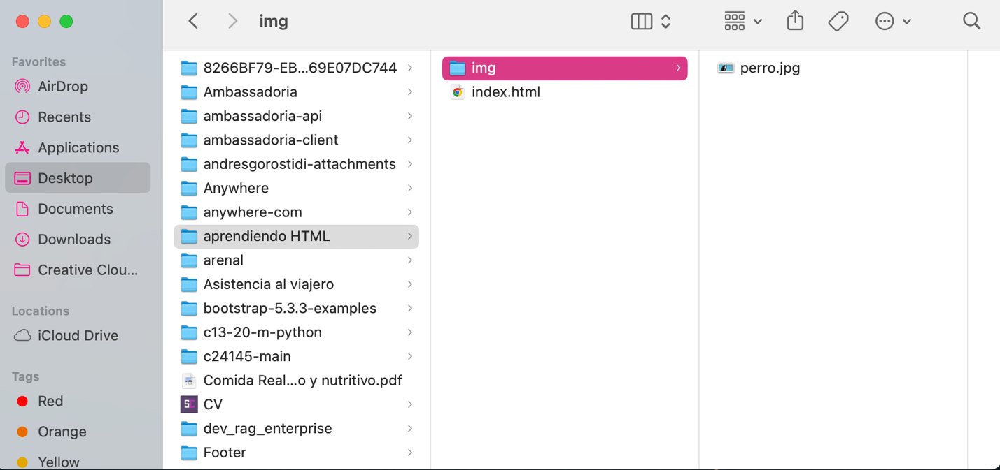 img
Favorites
AirDrop
Recents
Applications
Desktop
Documents
Downloads
Creative Clou...
Locations
iCloud Drive
Tags
Red
Orange
Yellow
8266BF79-EB...69E07DC744
Ambassadoria
ambassadoria-api
ambassadoria-client
andresgorostidi-attachments
Anywhere
anywhere-com
aprendiendo HTML
arenal
Asistencia al viajero
bootstrap-5.3.3-examples
c13-20-m-python
c24145-main
Comida Real...o y nutritivo.pdf
SC CV
dev_rag_enterprise
Footer
img
index.html
perro.jpg